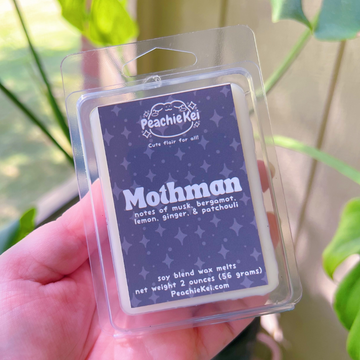 PeachieKei
Cute flair for all!
Mothman
notes of musk, bergamot,
lemon, ginger, & patchouli
soy blend wax melts
net weight 2 ounces (56 grams)
PeachieKei.com